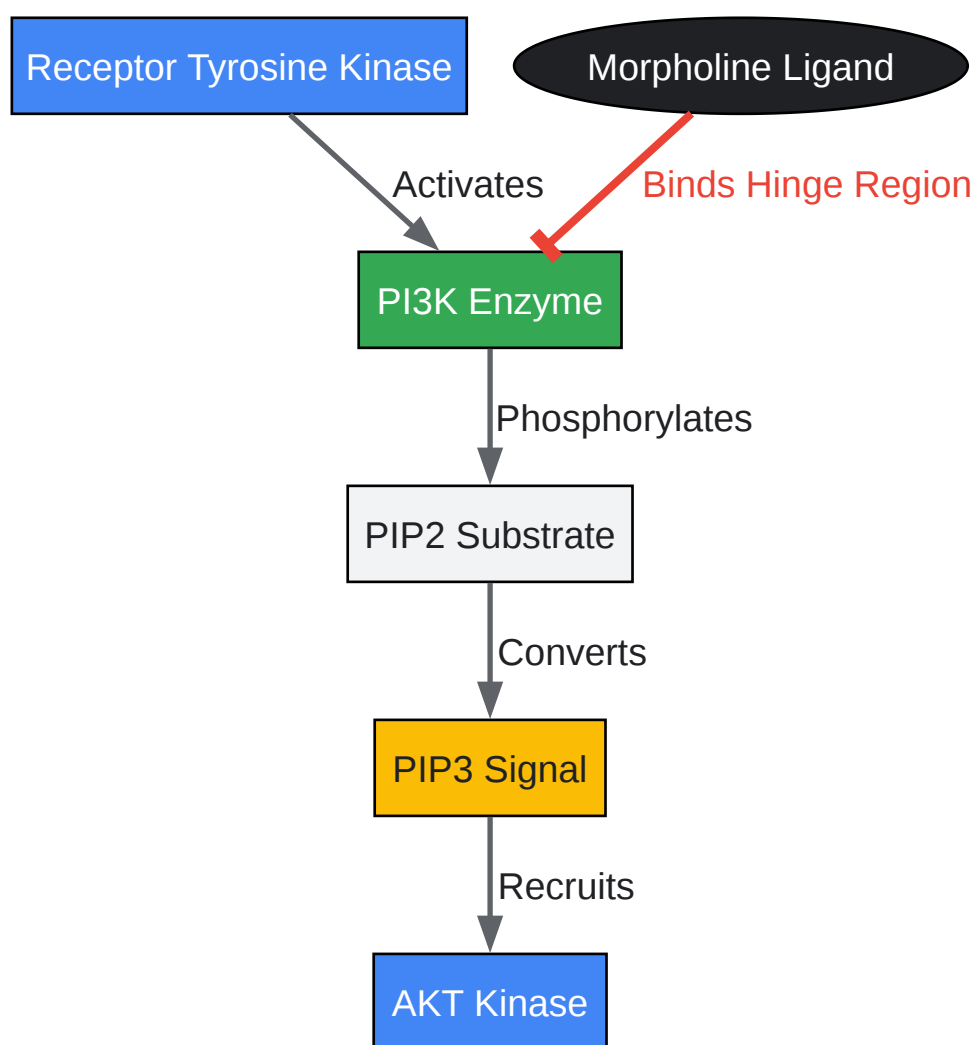 Receptor Tyrosine Kinase
Morpholine Ligand
Activates
Binds Hinge Region
PI3K Enzyme
Phosphorylates
PIP2 Substrate
Converts
PIP3 Signal
Recruits
AKT Kinase